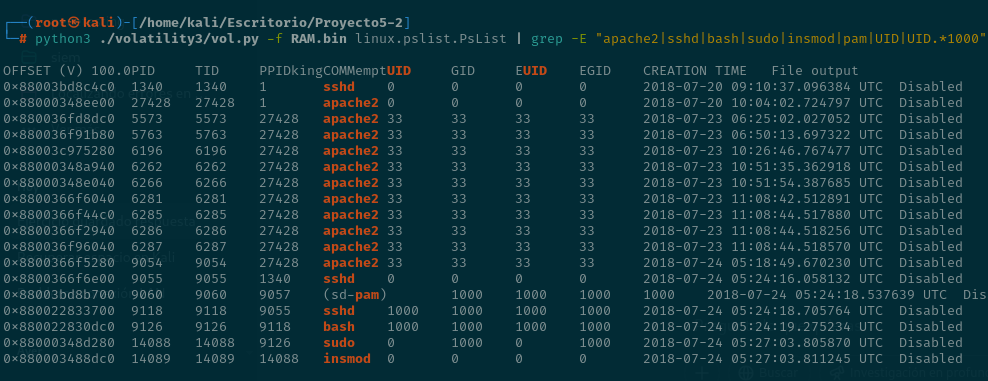 ┌──(root㉿kali)-[/home/kali/Escritorio/Proyecto5-2]
└─# python3 ./volatility3/vol.py -f RAM.bin linux.pslist.PsList | grep -E "apache2|sshd|bash|sudo|insmod|pam|UID|UID.*1000"
OFFSET (V) 100.0PID TID PPIDkingCOMMemptUID GID EUID EGID CREATION TIME File output
0×88003bd8c4c0 1340 1340 1 sshd 0 0 0 0 2018-07-20 09:10:37.096384 UTC Disabled
0×88000348ee00 27428 27428 1 apache2 0 0 0 0 2018-07-20 10:04:02.724797 UTC Disabled
0×880036fd8dc0 5573 5573 27428 apache2 33 33 33 33 2018-07-23 06:25:02.027052 UTC Disabled
0×880036f91b80 5763 5763 27428 apache2 33 33 33 33 2018-07-23 06:50:13.697322 UTC Disabled
0×88003c975280 6196 6196 27428 apache2 33 33 33 33 2018-07-23 10:26:46.767477 UTC Disabled
0×88000348a940 6262 6262 27428 apache2 33 33 33 33 2018-07-23 10:51:35.362918 UTC Disabled
0×88000348e040 6266 6266 27428 apache2 33 33 33 33 2018-07-23 10:51:54.387685 UTC Disabled
0×8800366f6040 6281 6281 27428 apache2 33 33 33 33 2018-07-23 11:08:42.512891 UTC Disabled
0×8800366f44c0 6285 6285 27428 apache2 33 33 33 33 2018-07-23 11:08:44.517880 UTC Disabled
0×8800366f2940 6286 6286 27428 apache2 33 33 33 33 2018-07-23 11:08:44.518256 UTC Disabled
0×880036f96040 6287 6287 27428 apache2 33 33 33 33 2018-07-23 11:08:44.518570 UTC Disabled
0×8800366f5280 9054 9054 27428 apache2 33 33 33 33 2018-07-24 05:18:49.670230 UTC Disabled
0×8800366f6e00 9055 9055 1340 sshd 0 0 0 0 2018-07-24 05:24:16.058132 UTC Disabled
0×88003bd8b700 9060 9060 9057 (sd-pam) 1000 1000 1000 1000 2018-07-24 05:24:18.537639 UTC Dis
0×880022833700 9118 9118 9055 sshd 1000 1000 1000 1000 2018-07-24 05:24:18.705764 UTC Disabled
0×880022830dc0 9126 9126 9118 bash 1000 1000 1000 1000 2018-07-24 05:24:19.275234 UTC Disabled
0×88000348d280 14088 14088 9126 sudo 0 1000 0 1000 2018-07-24 05:27:03.805870 UTC Disabled
0×880003488dc0 14089 14089 14088 insmod 0 0 0 0 2018-07-24 05:27:03.811245 UTC Disabled